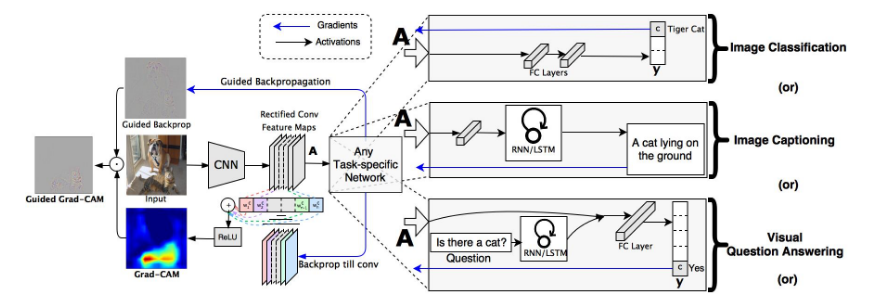 Gradients
Activations
Guided Backpropagation
Rectified Conv
Feature Maps
Guided Backprop
Guided Grad-CAM
Input
CNN
A
Any
Task-specific
Network
ReLU
Grad-CAM
Backprop till conv
A
FC Layers
c
Tiger Cat
y
Image Classification
(or)
A
RNN/LSTM
A cat lying on
the ground
Image Captioning
(or)
A
Is there a cat?
Question
RNN/LSTM
FC Layer
c
Yes
y
Visual
Question Answering
(or)